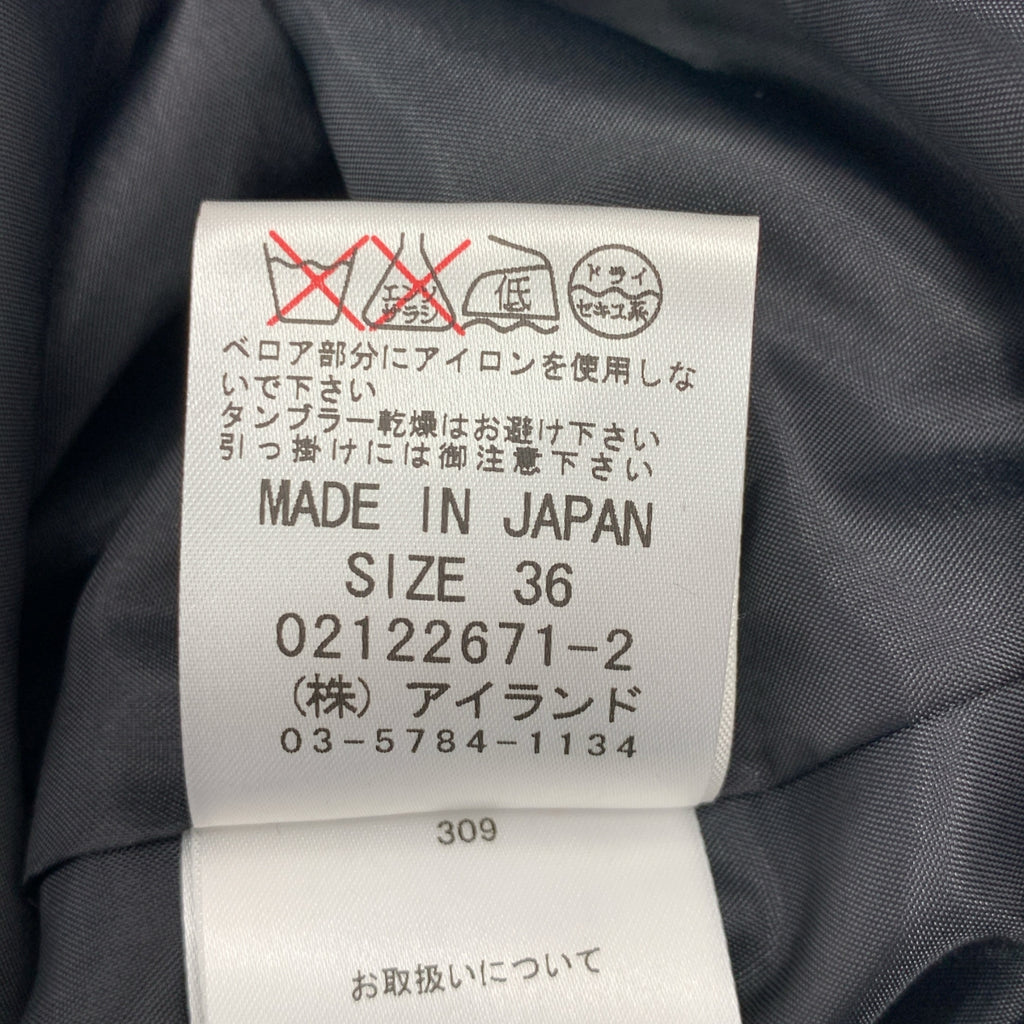 エンソ
サラシ
低
ドライ
セキユ系
ベロア部分にアイロンを使用しな
いで下さい
タンブラー乾燥はお避け下さい
引っ掛けには御注意下さい
MADE IN JAPAN
SIZE 36
02122671-2
(株) アイランド
03-5784-1134
309
お取扱いについて